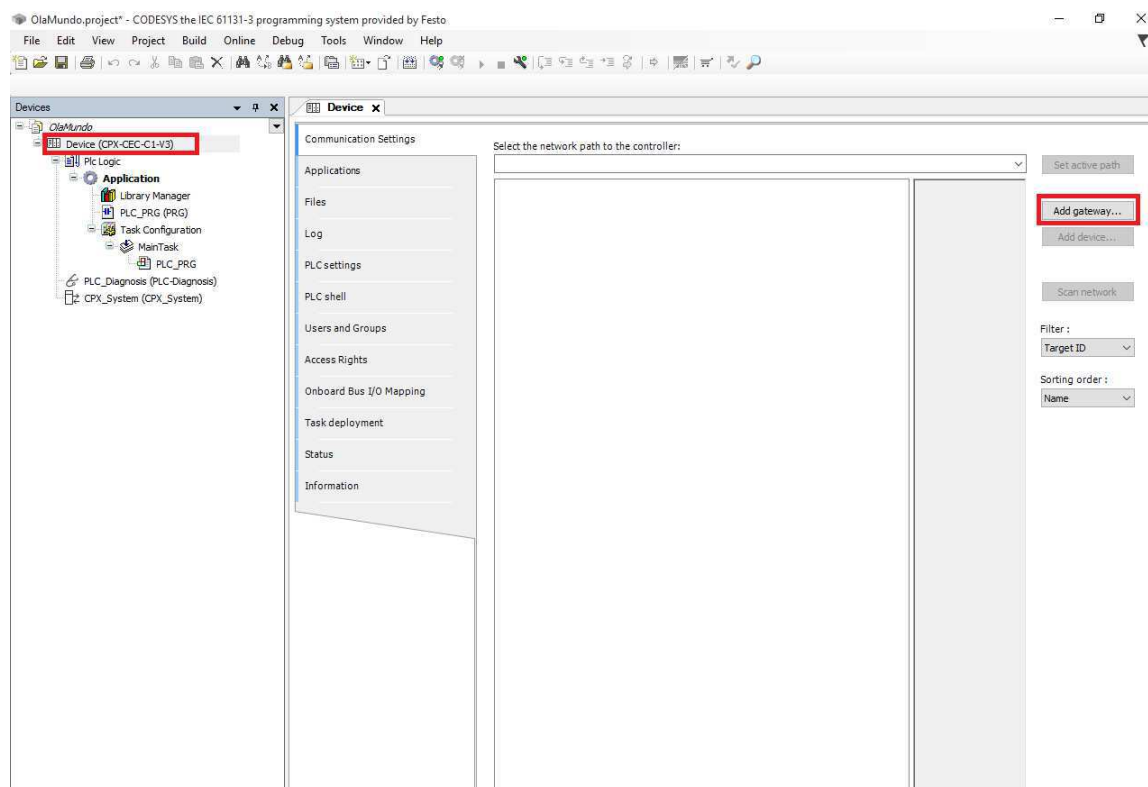 OlaMundo.project* - CODESYS the IEC 61131-3 programming system provided by Festo
File Edit View Project Build Online Debug Tools Window Help
Devices
OlaMundo
Device (CPX-CEC-C1-V3)
Plc Logic
Application
Library Manager
PLC_PRG (PRG)
Task Configuration
MainTask
PLC_PRG
PLC_Diagnosis (PLC-Diagnosis)
CPX_System (CPX_System)
Device
Communication Settings
Applications
Files
Log
PLC settings
PLC shell
Users and Groups
Access Rights
Onboard Bus I/O Mapping
Task deployment
Status
Information
Select the network path to the controller:
Set active path
Add gateway...
Add device...
Scan network
Filter :
Target ID
Sorting order :
Name